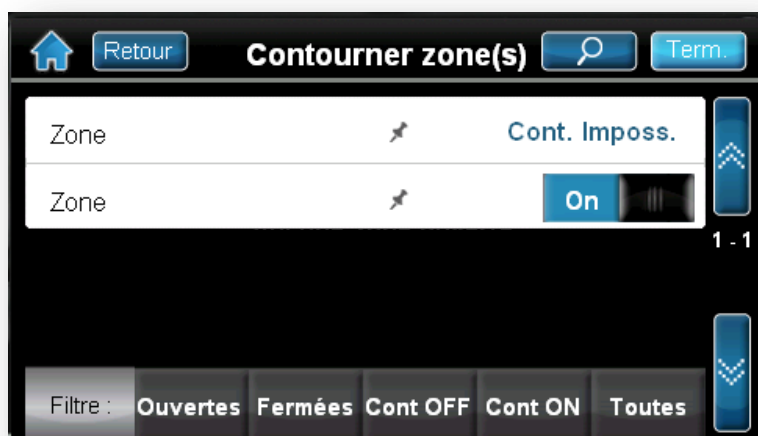 Retour Contourner zone(s) Term.
Zone Cont. Imposs.
Zone On
1 - 1
Filtre : Ouvertes Fermées Cont OFF Cont ON Toutes